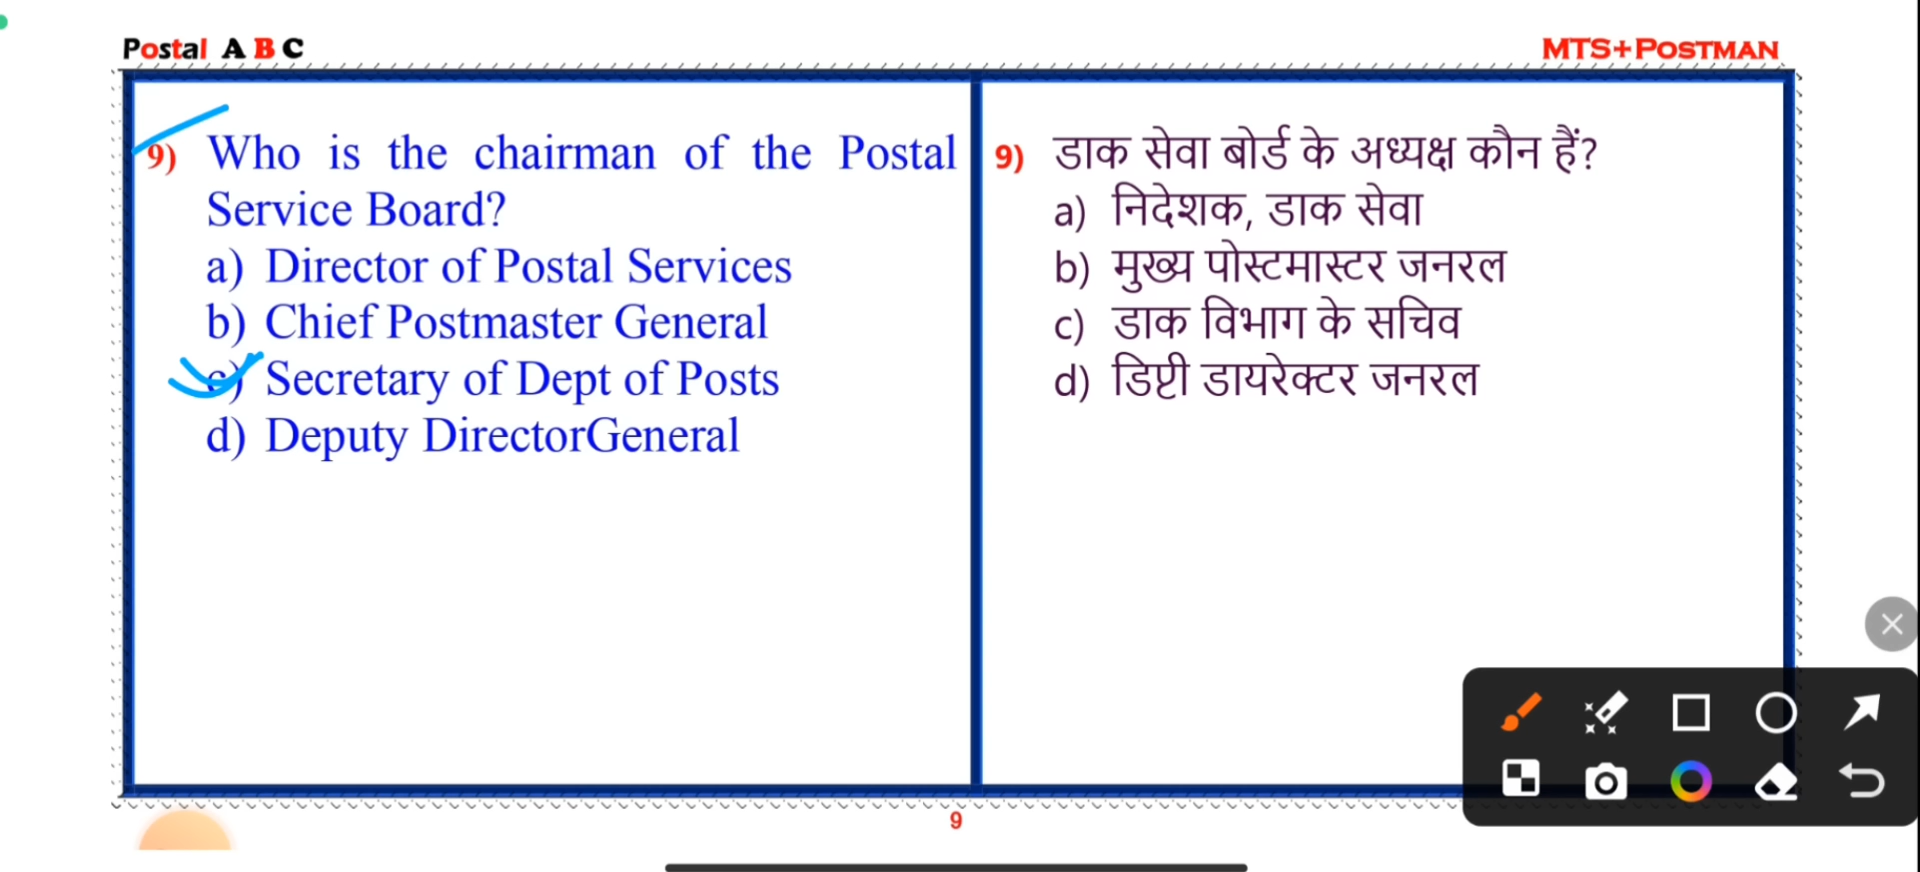 Postal A B C
MTS+POSTMAN
9) Who is the chairman of the Postal
Service Board?
a) Director of Postal Services
b) Chief Postmaster General
c) Secretary of Dept of Posts
d) Deputy DirectorGeneral
9) डाक सेवा बोर्ड के अध्यक्ष कौन हैं?
a) निदेशक, डाक सेवा
b) मुख्य पोस्टमास्टर जनरल
c) डाक विभाग के सचिव
d) डिप्टी डायरेक्टर जनरल
9